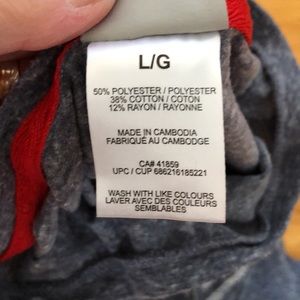 L/G
50% POLYESTER / POLYESTER
38% COTTON / COTON
12% RAYON / RAYONNE
MADE IN CAMBODIA
FABRIQUÉ AU CAMBODGE
CA# 41859
UPC / CUP 686216185221
WASH WITH LIKE COLOURS
LAVER AVEC DES COULEURS
SEMBLABLES